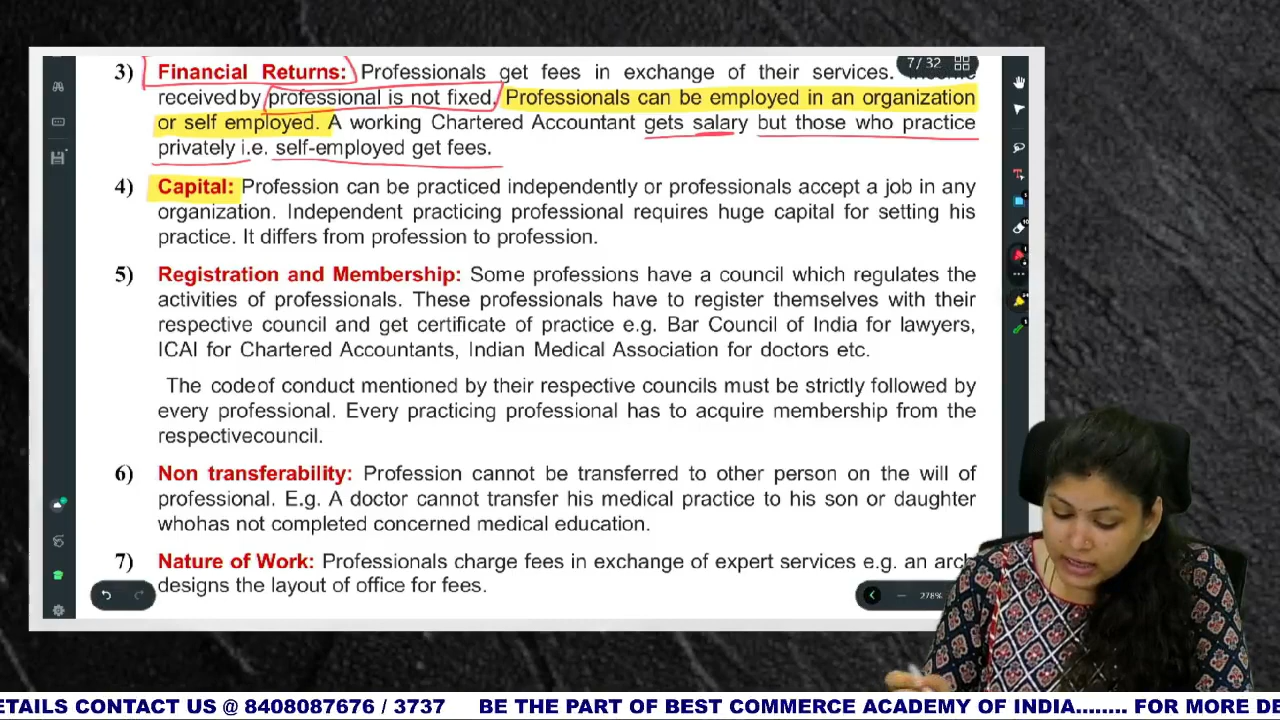 7 / 32
3) Financial Returns: Professionals get fees in exchange of their services. Income
receivedby professional is not fixed. Professionals can be employed in an organization
or self employed. A working Chartered Accountant gets salary but those who practice
privately i.e. self-employed get fees.
4) Capital: Profession can be practiced independently or professionals accept a job in any
organization. Independent practicing professional requires huge capital for setting his
practice. It differs from profession to profession.
5) Registration and Membership: Some professions have a council which regulates the
activities of professionals. These professionals have to register themselves with their
respective council and get certificate of practice e.g. Bar Council of India for lawyers,
ICAI for Chartered Accountants, Indian Medical Association for doctors etc.
The codeof conduct mentioned by their respective councils must be strictly followed by
every professional. Every practicing professional has to acquire membership from the
respectivecouncil.
6) Non transferability: Profession cannot be transferred to other person on the will of
professional. E.g. A doctor cannot transfer his medical practice to his son or daughter
whohas not completed concerned medical education.
7) Nature of Work: Professionals charge fees in exchange of expert services e.g. an arch
designs the layout of office for fees.
278%
ETAILS CONTACT US @ 8408087676 / 3737 BE THE PART OF BEST COMMERCE ACADEMY OF INDIA........ FOR MORE DE